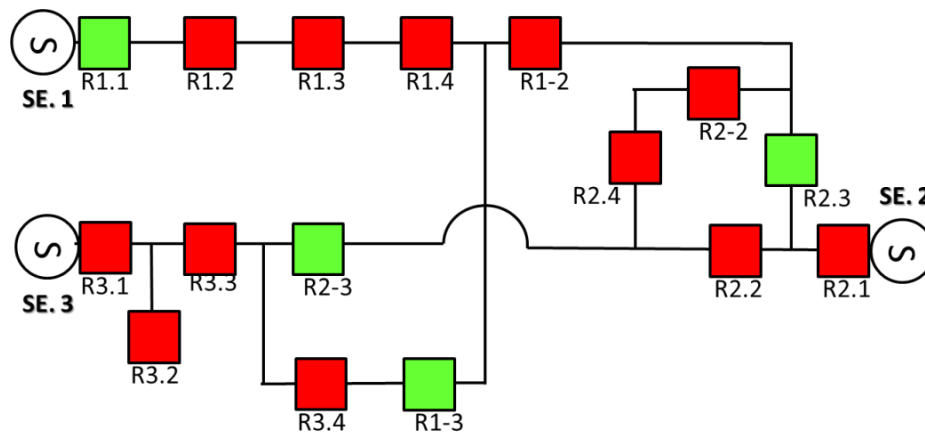 S
SE. 1
R1.1
R1.2
R1.3
R1.4
R1-2
R2-2
R2.4
R2.3
SE. 2
S
S
SE. 3
R3.1
R3.3
R2-3
R2.2
R2.1
R3.2
R3.4
R1-3